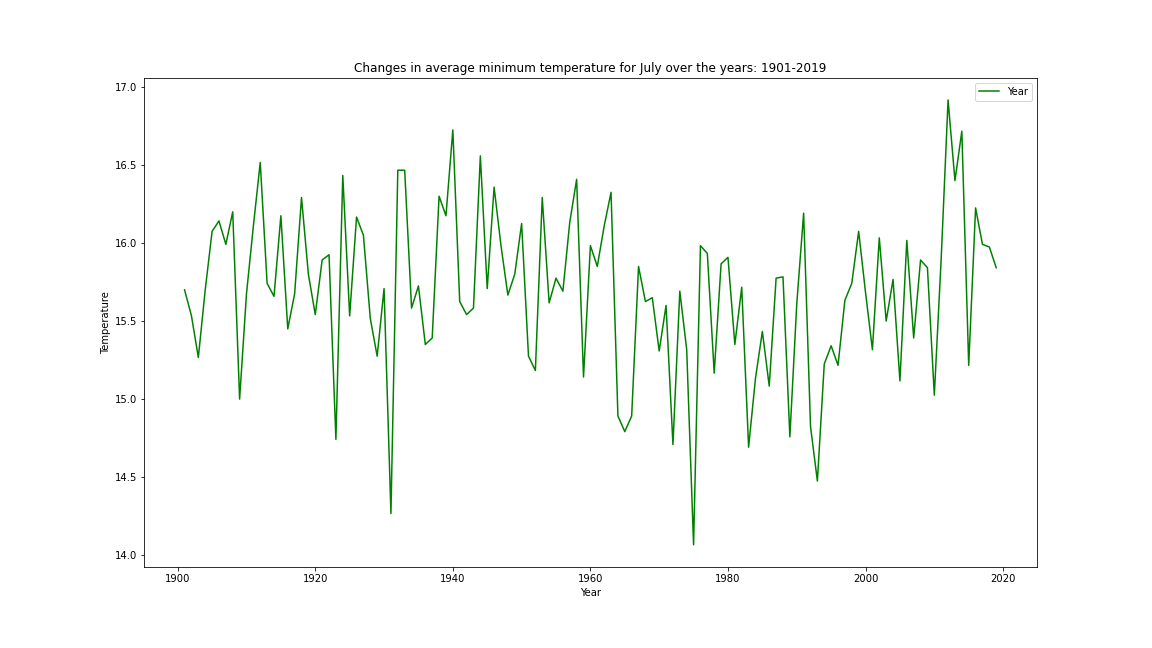 Changes in average minimum temperature for July over the years: 1901-2019
Year
17.0
16.5
16.0
15.5
15.0
14.5
14.0
Temperature
1900 1920 1940 1960 1980 2000 2020
Year